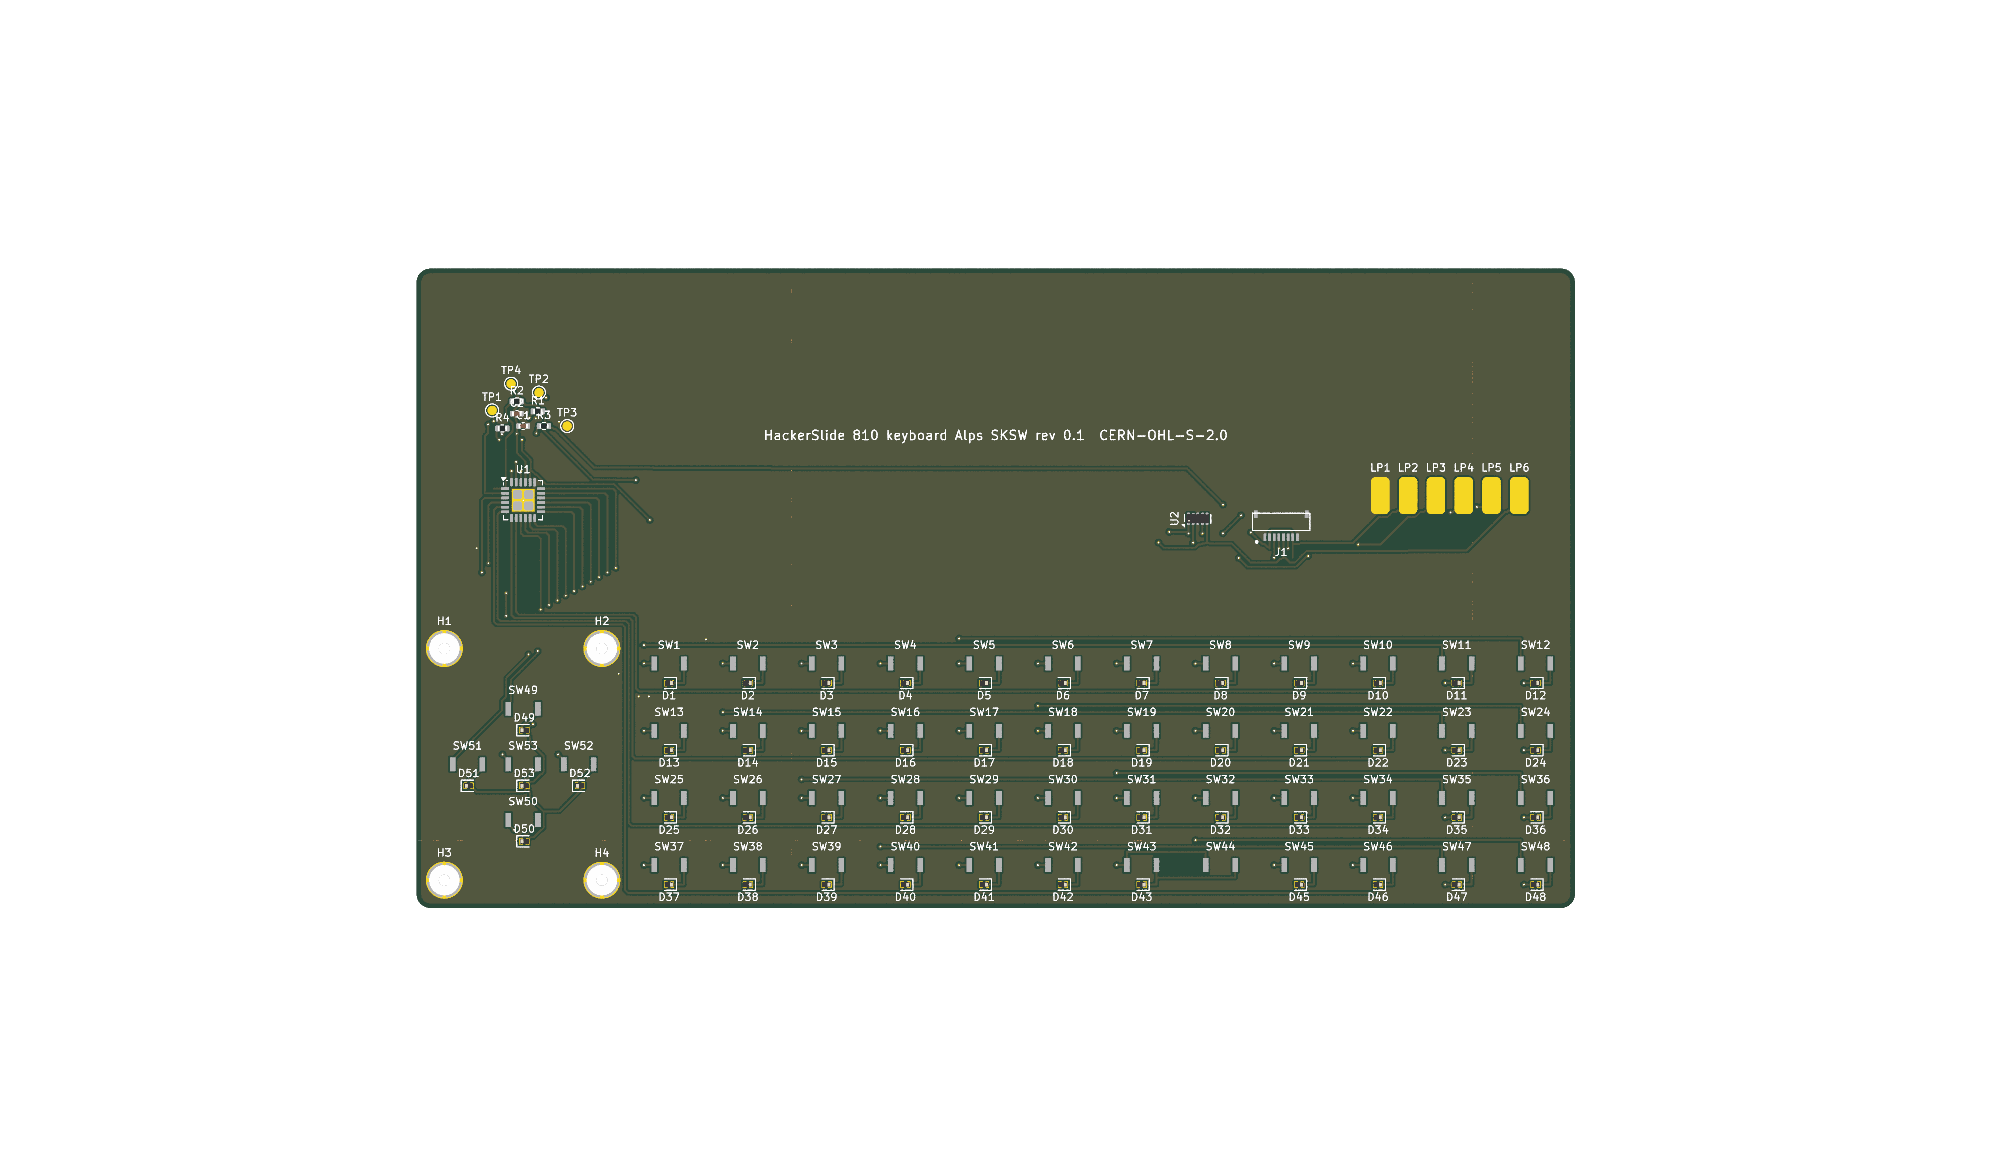 TP4
TP2
R2
TP1
R1
TP3
R4
R3
HackerSlide 810 keyboard Alps SKSW rev 0.1 CERN-OHL-S-2.0
U1
LP1 LP2 LP3 LP4 LP5 LP6
U2
J1
H1 H2
SW1 SW2 SW3 SW4 SW5 SW6 SW7 SW8 SW9 SW10 SW11 SW12
D1 D2 D3 D4 D5 D6 D7 D8 D9 D10 D11 D12
SW49
D49
SW13 SW14 SW15 SW16 SW17 SW18 SW19 SW20 SW21 SW22 SW23 SW24
SW51 SW53 SW52
D13 D14 D15 D16 D17 D18 D19 D20 D21 D22 D23 D24
D51 D53 D52
SW25 SW26 SW27 SW28 SW29 SW30 SW31 SW32 SW33 SW34 SW35 SW36
SW50
D50
D25 D26 D27 D28 D29 D30 D31 D32 D33 D34 D35 D36
SW37 SW38 SW39 SW40 SW41 SW42 SW43 SW44 SW45 SW46 SW47 SW48
H3 H4
D37 D38 D39 D40 D41 D42 D43 D45 D46 D47 D48